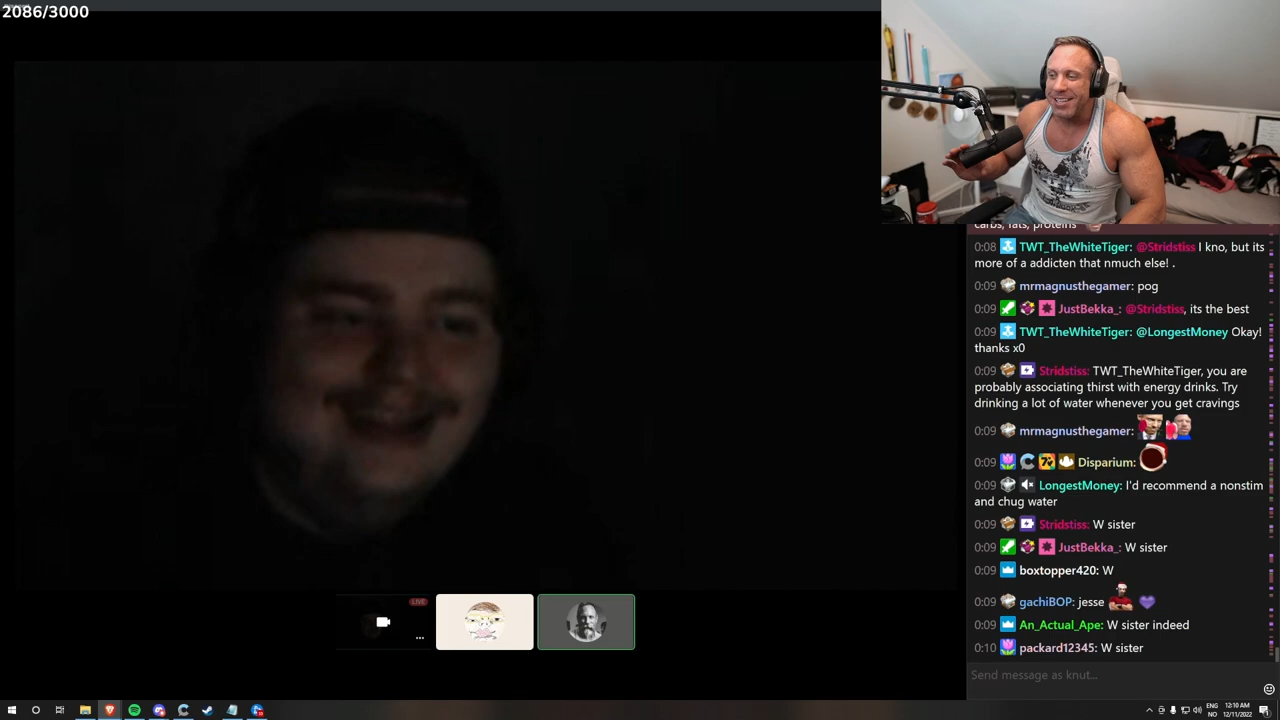 2086/3000
LIVE
carbs, fats, proteins
0:08 TWT_TheWhiteTiger: @Stridstiss I kno, but its
more of a addicten that nmuch else! .
0:09 mrmagnusthegamer: pog
0:09 JustBekka_: @Stridstiss, its the best
0:09 TWT_TheWhiteTiger: @LongestMoney Okay!
thanks x0
0:09 Stridstiss: TWT_TheWhiteTiger, you are
probably associating thirst with energy drinks. Try
drinking a lot of water whenever you get cravings
0:09 mrmagnusthegamer:
0:09 Disparium:
0:09 LongestMoney: I'd recommend a nonstim
and chug water
0:09 Stridstiss: W sister
0:09 JustBekka_: W sister
0:09 boxtopper420: W
0:09 gachiBOP: jesse
0:09 An_Actual_Ape: W sister indeed
0:10 packard12345: W sister
Send message as knut...
ENG 12:10 AM
NO 12/11/2022